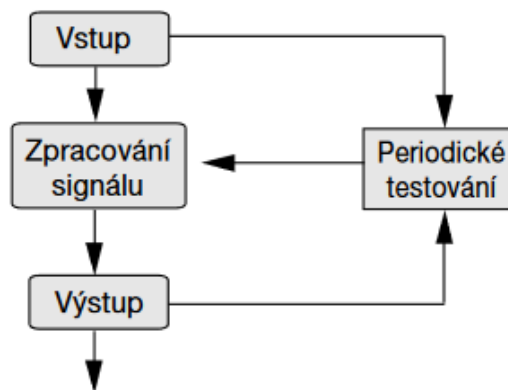 Vstup
Zpracování
signálu
Periodické
testování
Výstup